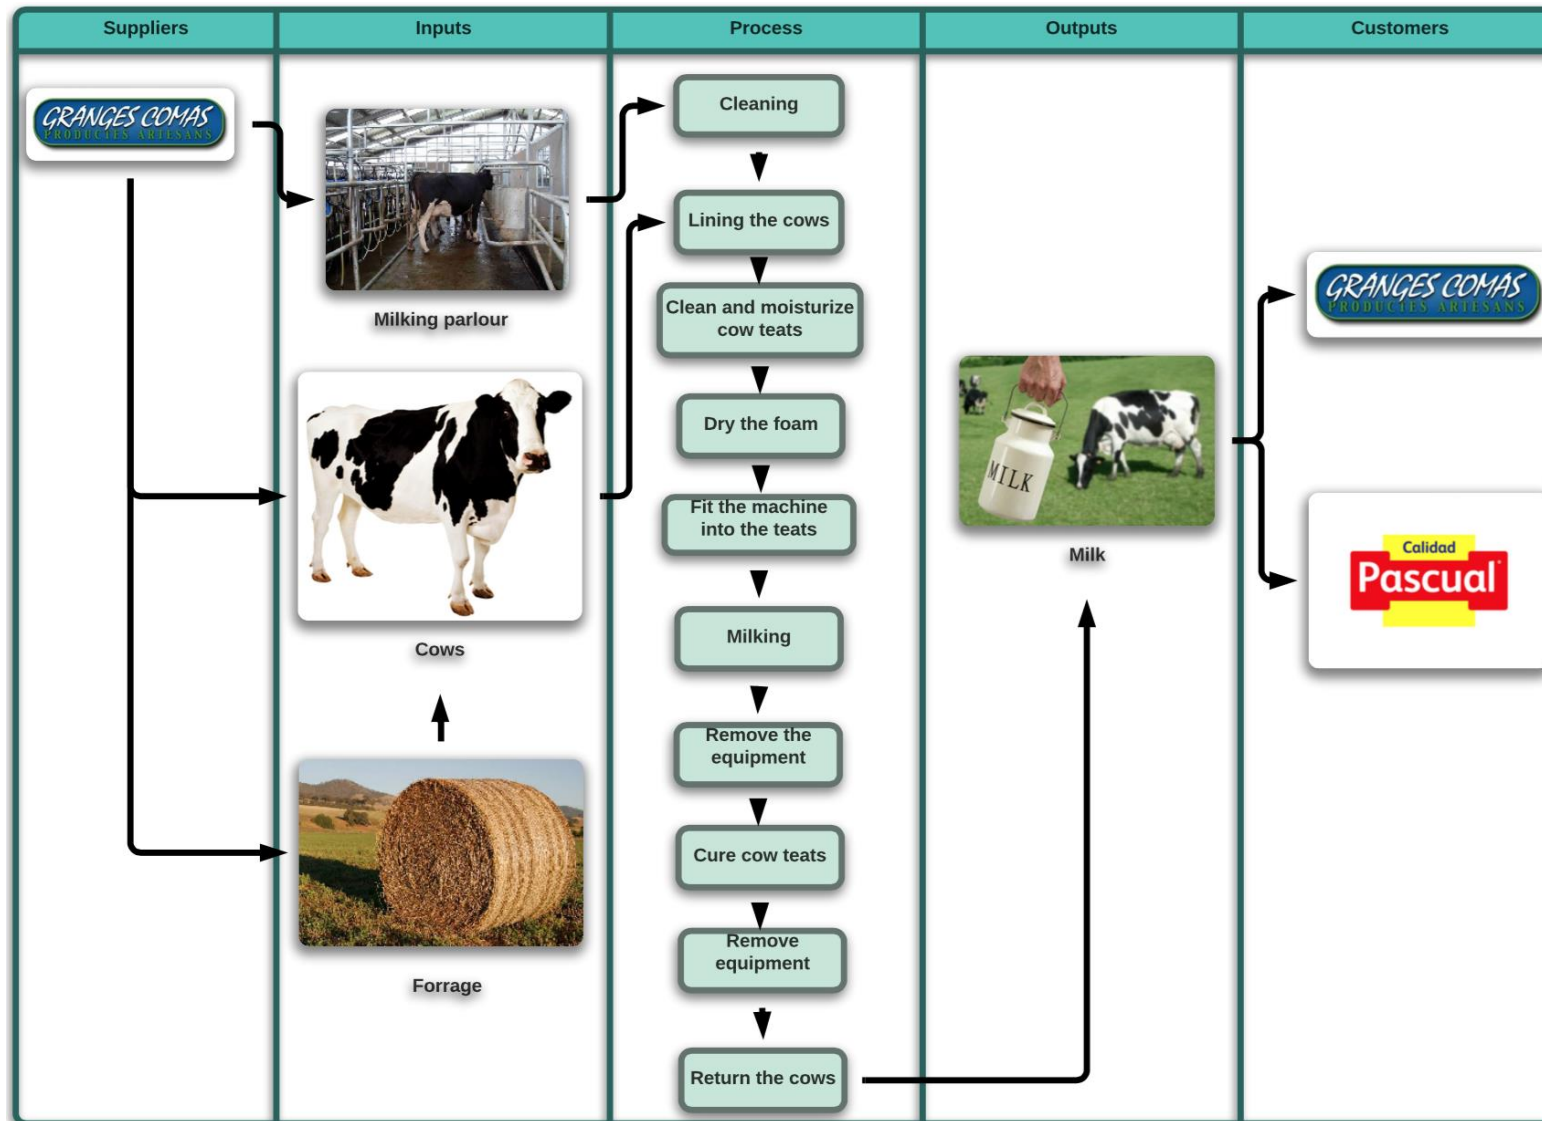 Suppliers
Inputs
Process
Outputs
Customers
GRANGES COMAS
PRODUCTES ARTESANS
Milking parlour
Cows
Forrage
Cleaning
Lining the cows
Clean and moisturize
cow teats
Dry the foam
Fit the machine
into the teats
Milking
Remove the
equipment
Cure cow teats
Remove
equipment
Return the cows
MILK
Milk
GRANGES COMAS
PRODUCTES ARTESANS
Calidad
Pascual